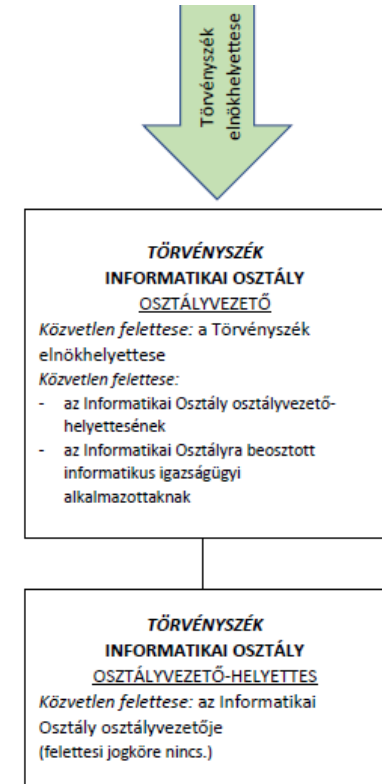 Törvényszék
elnökhelyettese
TÖRVÉNYSZÉK
INFORMATIKAI OSZTÁLY
OSZTÁLYVEZETŐ
Közvetlen felettese: a Törvényszék
elnökhelyettese
Közvetlen felettese:
- az Informatikai Osztály osztályvezető-
helyettesének
- az Informatikai Osztályra beosztott
informatikus igazságügyi
alkalmazottaknak
TÖRVÉNYSZÉK
INFORMATIKAI OSZTÁLY
OSZTÁLYVEZETŐ-HELYETTES
Közvetlen felettese: az Informatikai
Osztály osztályvezetője
(felettesi jogköre nincs.)